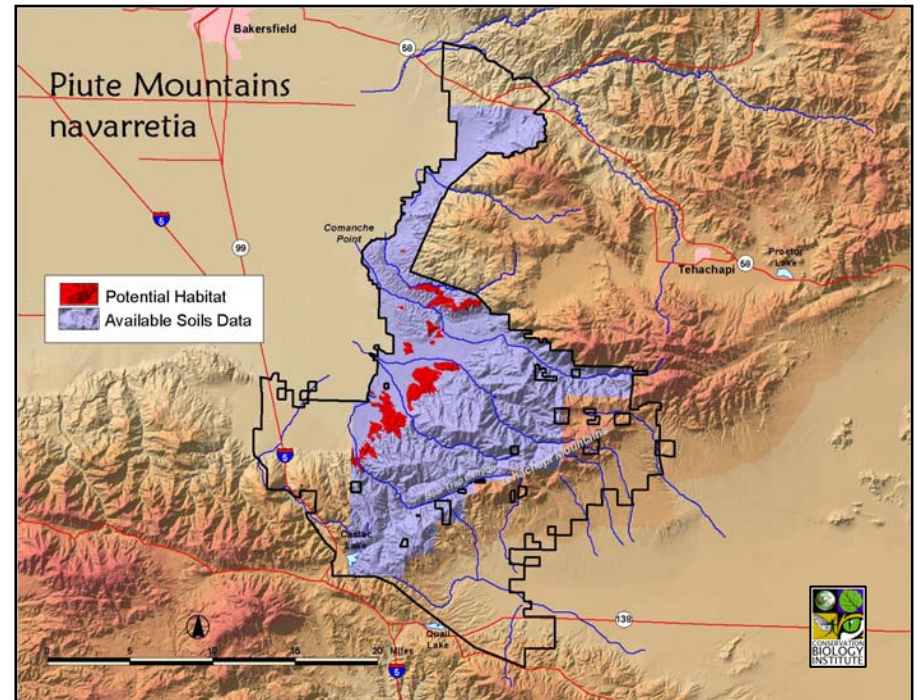 Bakersfield
58
Piute Mountains
navarretia
5
99
Comanche
Point
58
Proctor
Lake
Tehachapi
Potential Habitat
Available Soils Data
5
Tehachapi Mountains
Castac
Lake
138
Quail
Lake
0
5
10
20 Miles
5
CONSERVATION
BIOLOGY
INSTITUTE